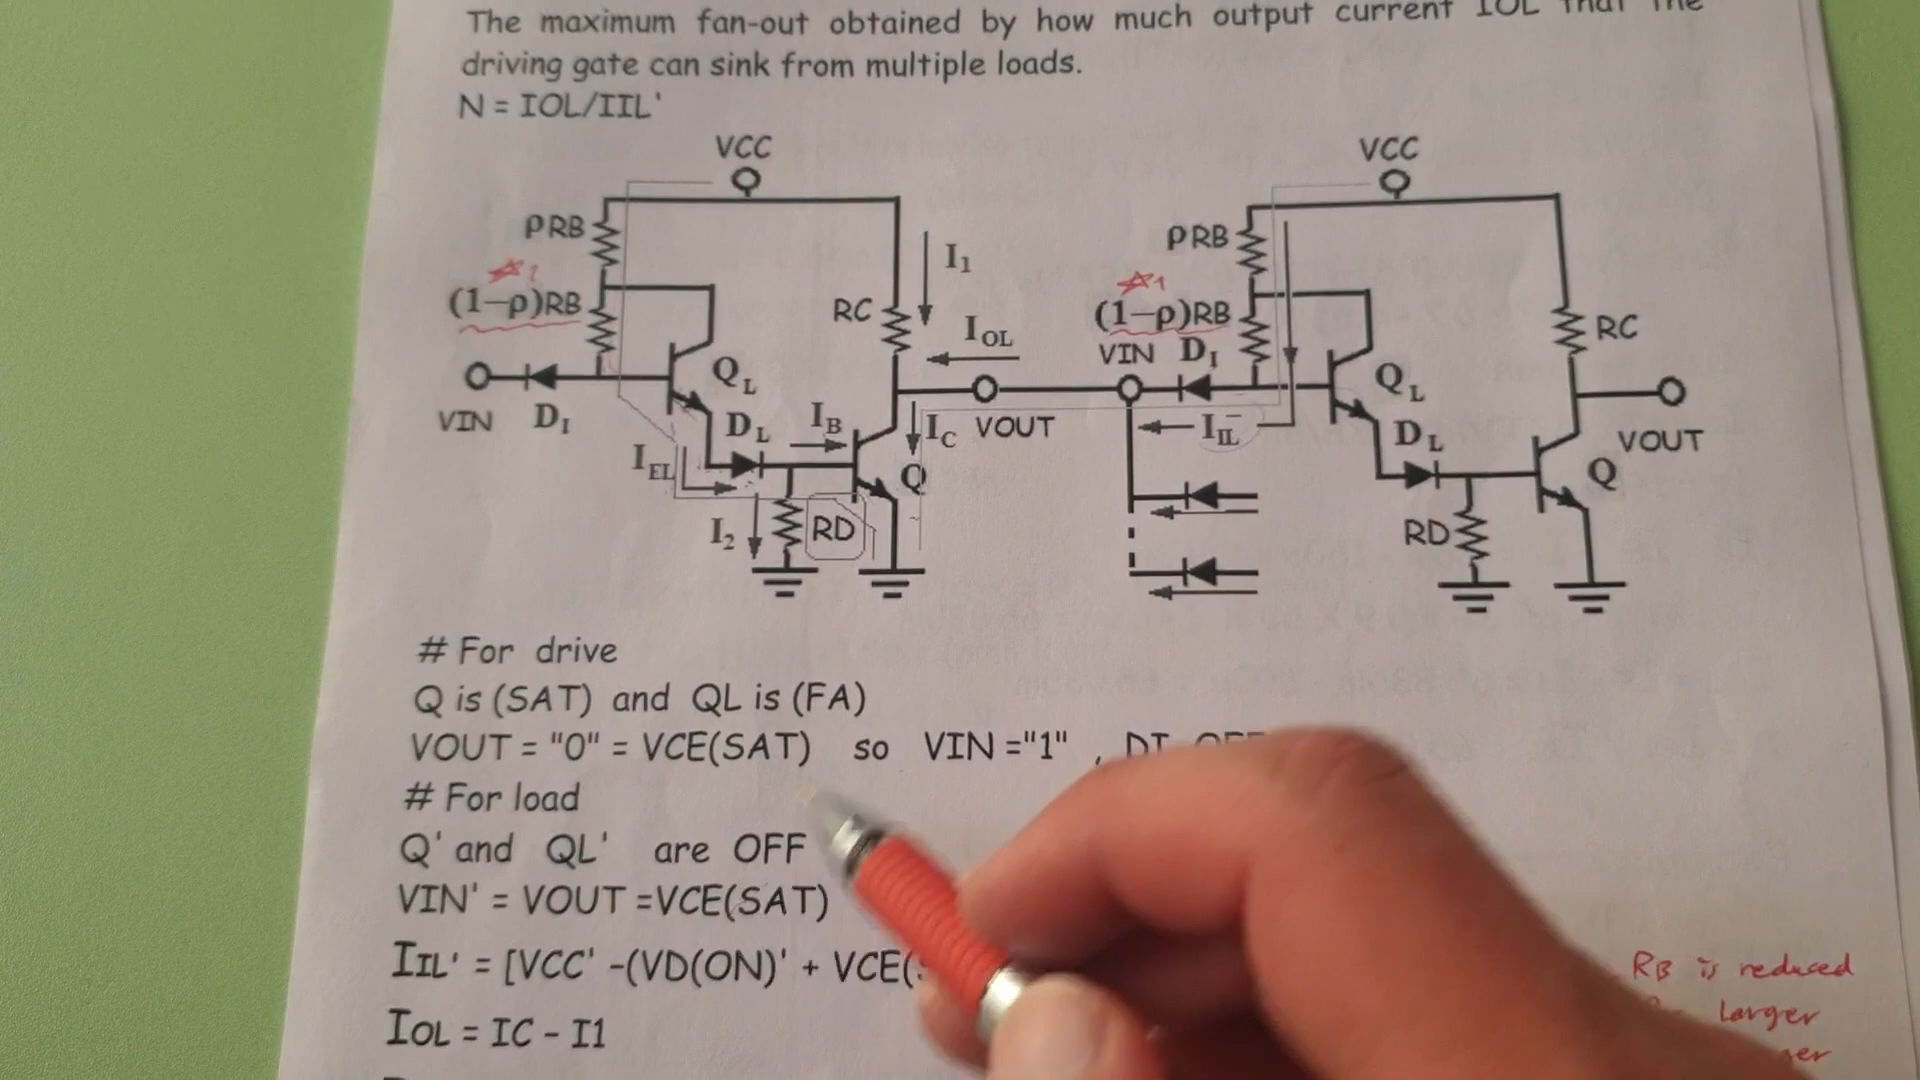 The maximum fan-out obtained by how much output current IOL that the
driving gate can sink from multiple loads.
N = IOL/IIL'
VCC
VCC
ρRB
I1
ρRB
(1-ρ)RB
RC
IOL
(1-ρ)RB
RC
VIN DI
QL
QL
VIN DI
DL
IB
IC VOUT
IIL
DL
VOUT
IEL
Q
Q
I2
RD
RD
# For drive
Q is (SAT) and QL is (FA)
VOUT = "0" = VCE(SAT) so VIN ="1" ,
# For load
Q' and QL' are OFF
VIN' = VOUT =VCE(SAT)
IIL' = [VCC' -(VD(ON)' + VCE(
RB is reduced
larger
IOL = IC - I1